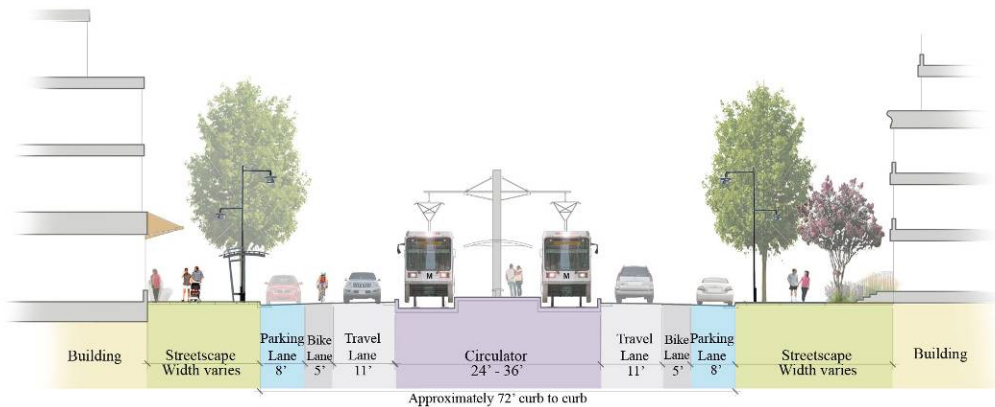 M
M
Building
Streetscape
Width varies
Parking
Lane
8'
Bike
Lane
5'
Travel
Lane
11'
Circulator
24' - 36'
Travel
Lane
11'
Bike
Lane
5'
Parking
Lane
8'
Streetscape
Width varies
Building
Approximately 72' curb to curb